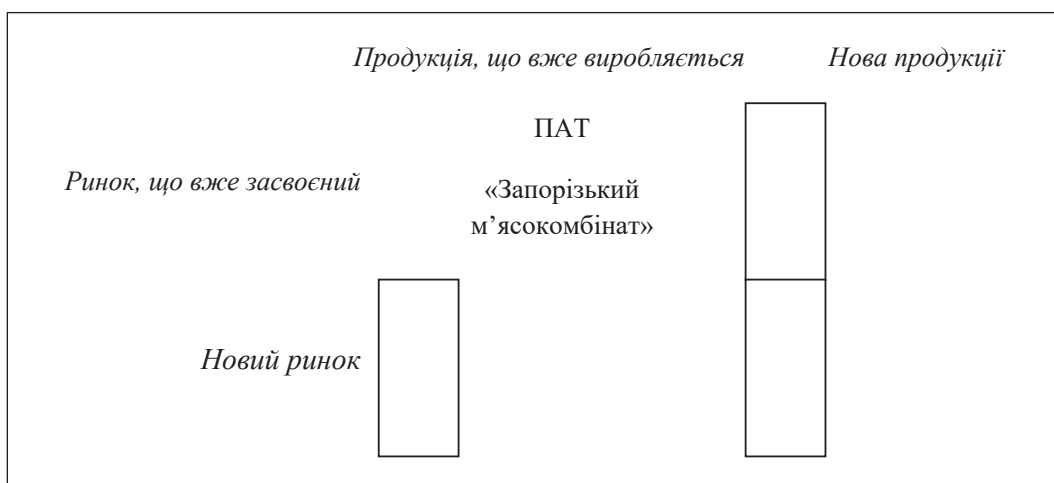 Продукція, що вже виробляється Нова продукції
ПАТ
Ринок, що вже засвоєний
«Запорізький
м’ясокомбінат»
Новий ринок